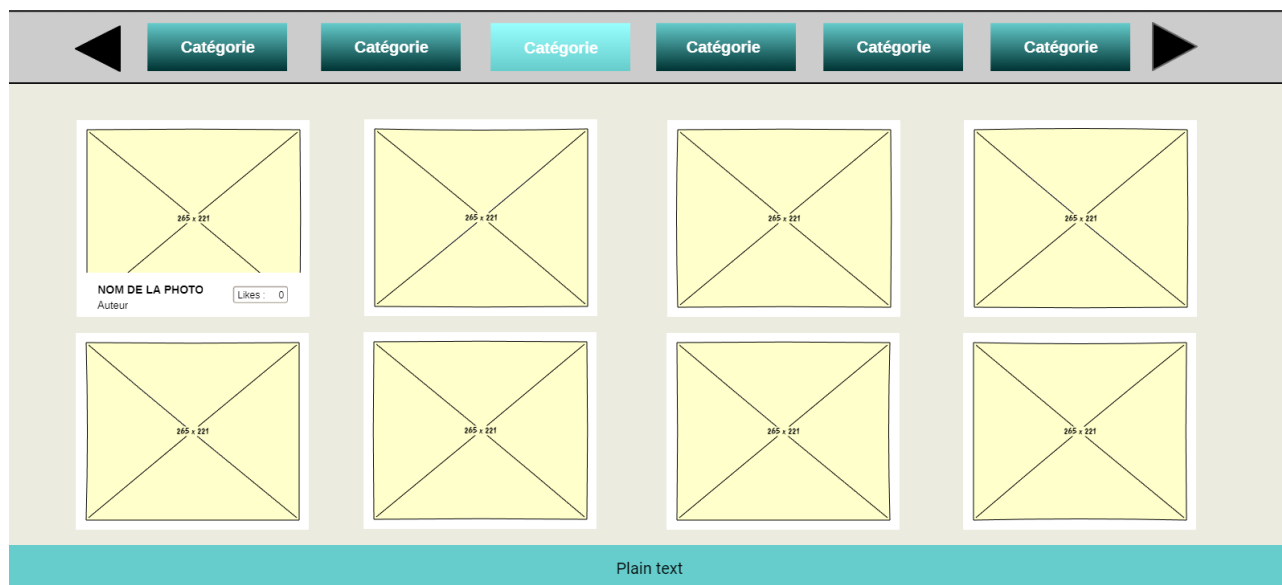 Catégorie Catégorie Catégorie Catégorie Catégorie Catégorie
265 x 221 265 x 221 265 x 221 265 x 221
NOM DE LA PHOTO Likes : 0
Auteur
265 x 221 265 x 221 265 x 221 265 x 221
Plain text